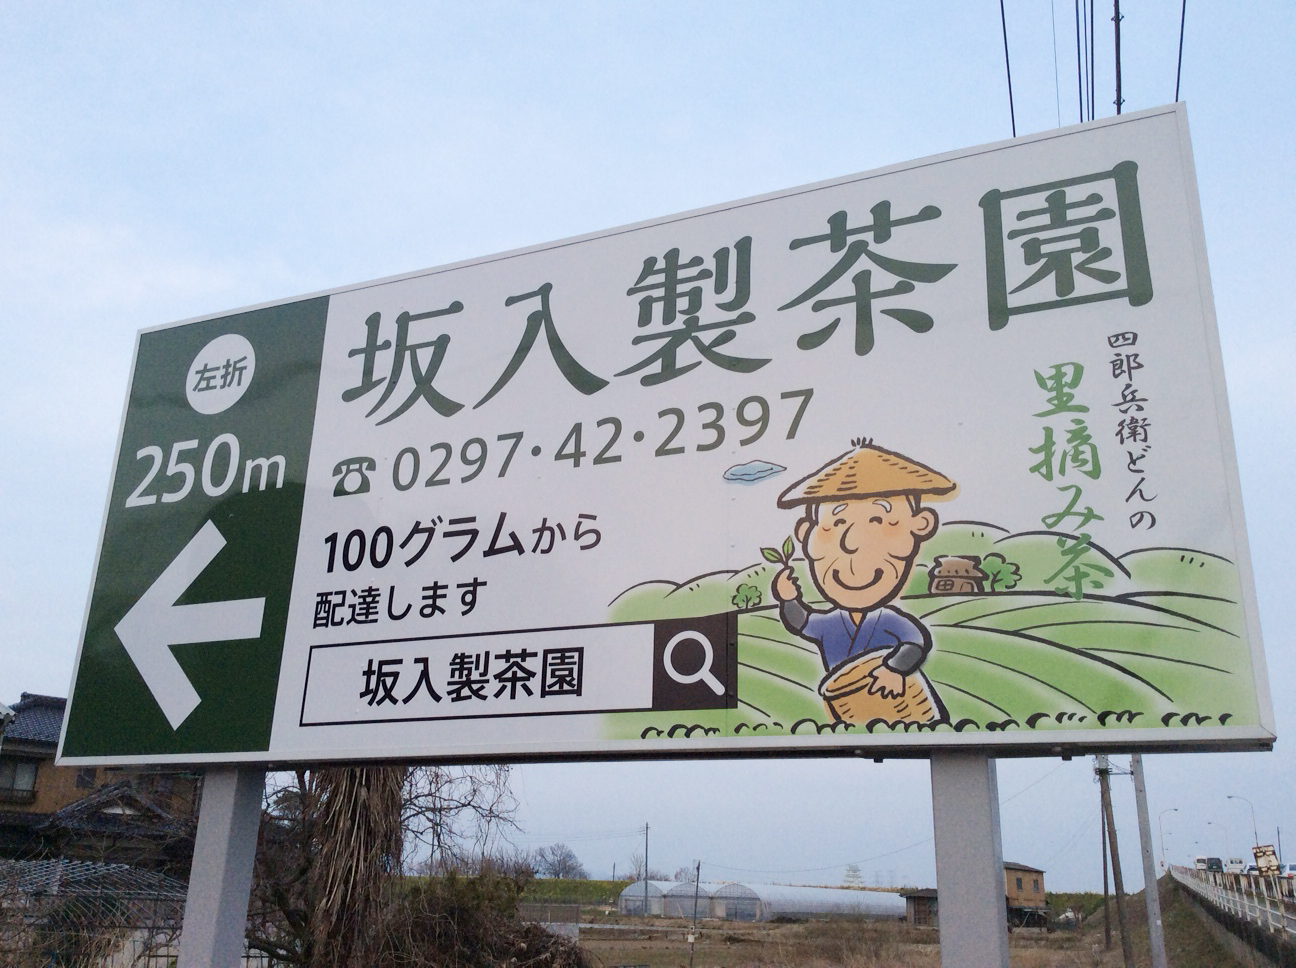 左折
250m
坂入製茶園
☎0297・42・2397
100グラムから
配達します
坂入製茶園
四郎兵衛どんの
里摘み茶